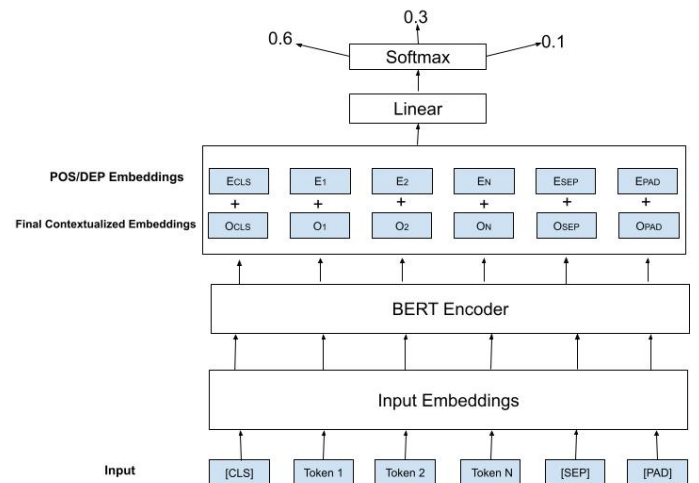 0.3
0.6
0.1
Softmax
Linear
POS/DEP Embeddings ECLS E1 E2 EN ESEP EPAD
+ + + + + +
Final Contextualized Embeddings OCLS O1 O2 ON OSEP OPAD
BERT Encoder
Input Embeddings
Input [CLS] Token 1 Token 2 Token N [SEP] [PAD]